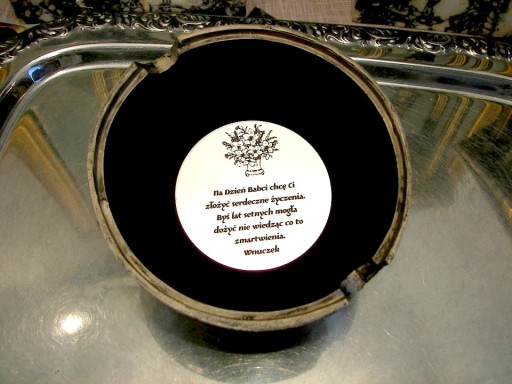 Na Dzień Babci chcę Ci
złożyć serdeczne życzenia.
Byś lat setnych mogła
dożyć nie wiedząc co to
zmartwienia.
Wnuczek